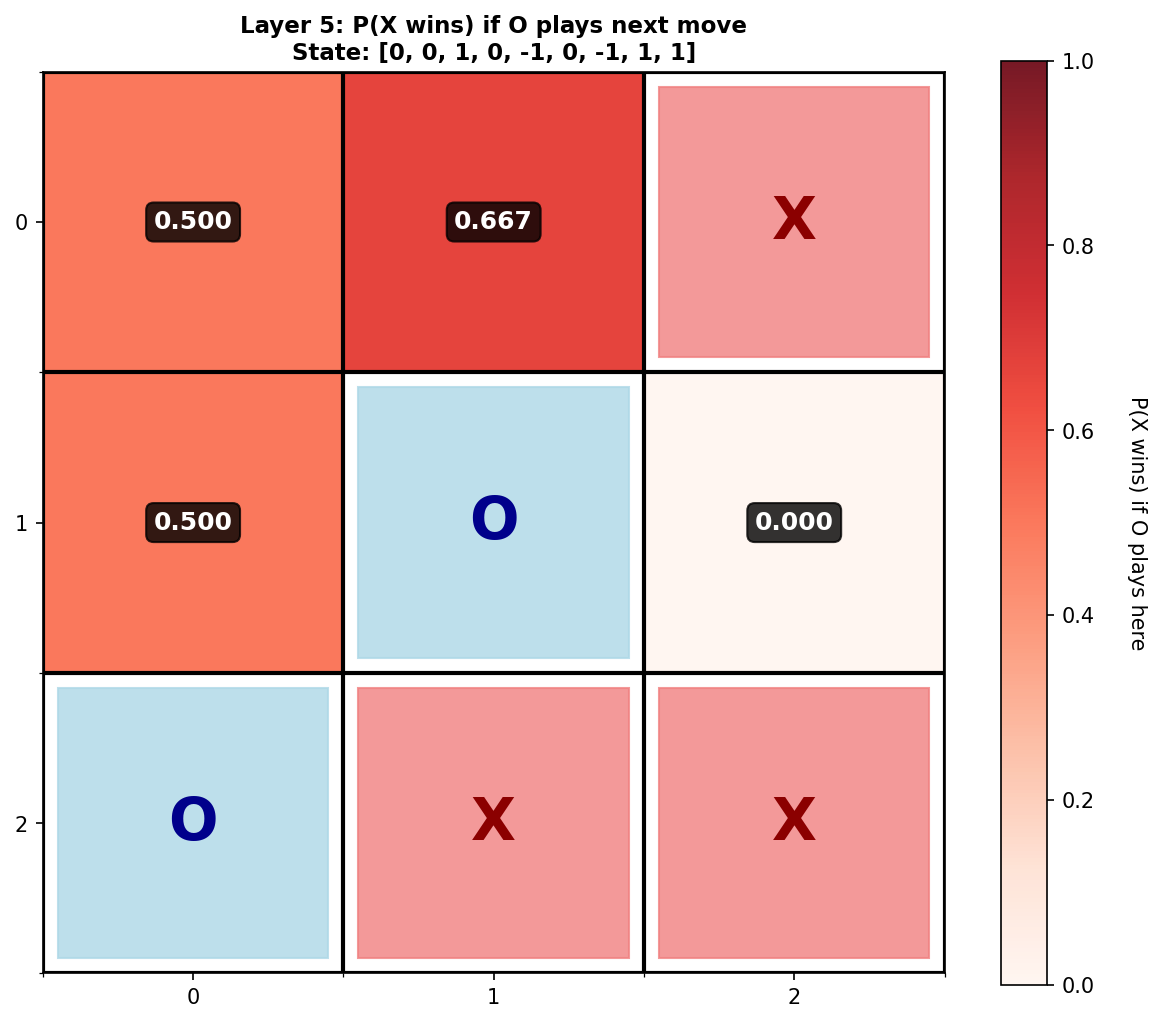 Layer 5: P(X wins) if O plays next move
State: [0, 0, 1, 0, -1, 0, -1, 1, 1]
0
0.500
0.667
X
1
0.500
O
0.000
2
O
X
X
0
1
2
1.0
0.8
0.6
0.4
0.2
0.0
P(X wins) if O plays here